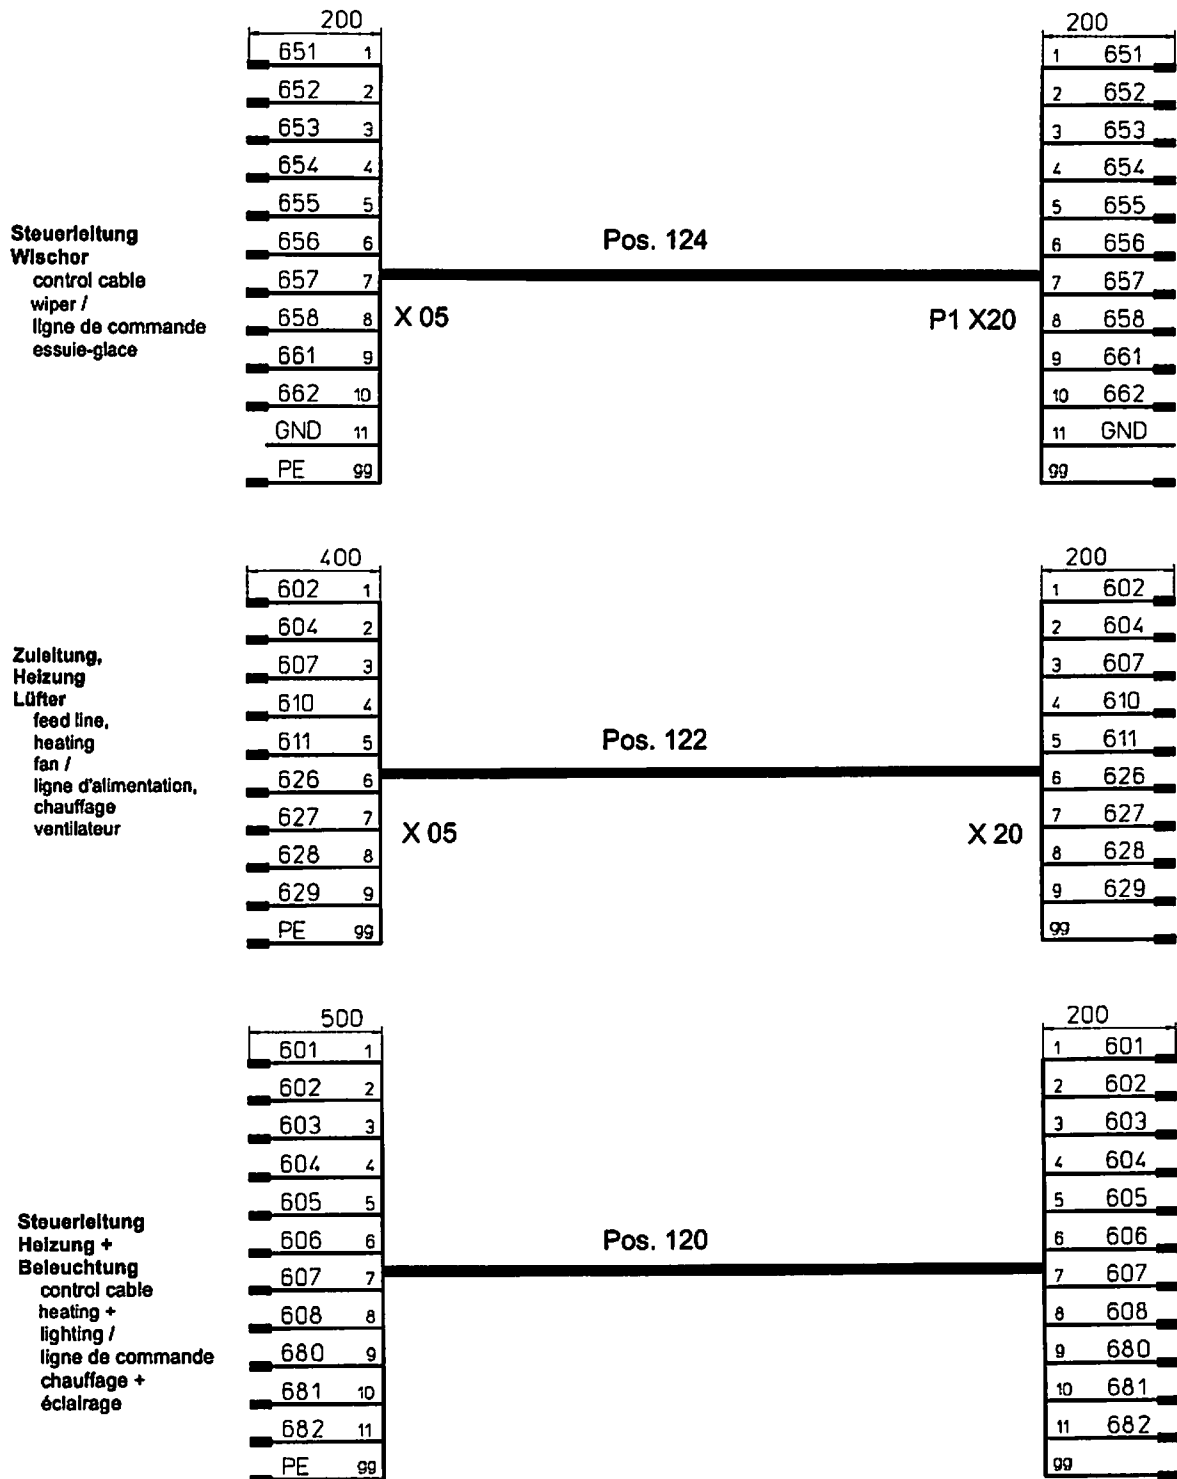 200
200
651 1
1 651
652 2
2 652
653 3
3 653
654 4
4 654
655 5
5 655
656 6
6 656
657 7
7 657
658 8
8 658
661 9
9 661
662 10
10 662
GND 11
11 GND
PE 99
99
Steuerleitung
Wischor
control cable
wiper /
ligne de commande
essuie-glace
Pos. 124
X 05
P1 X20
400
200
602 1
1 602
604 2
2 604
607 3
3 607
610 4
4 610
611 5
5 611
626 6
6 626
627 7
7 627
628 8
8 628
629 9
9 629
PE 99
99
Zuleitung,
Heizung
Lüfter
feed line,
heating
fan /
ligne d'alimentation,
chauffage
ventilateur
Pos. 122
X 05
X 20
500
200
601 1
1 601
602 2
2 602
603 3
3 603
604 4
4 604
605 5
5 605
606 6
6 606
607 7
7 607
608 8
8 608
680 9
9 680
681 10
10 681
682 11
11 682
PE 99
99
Steuerleitung
Heizung +
Beleuchtung
control cable
heating +
lighting /
ligne de commande
chauffage +
éclairage
Pos. 120